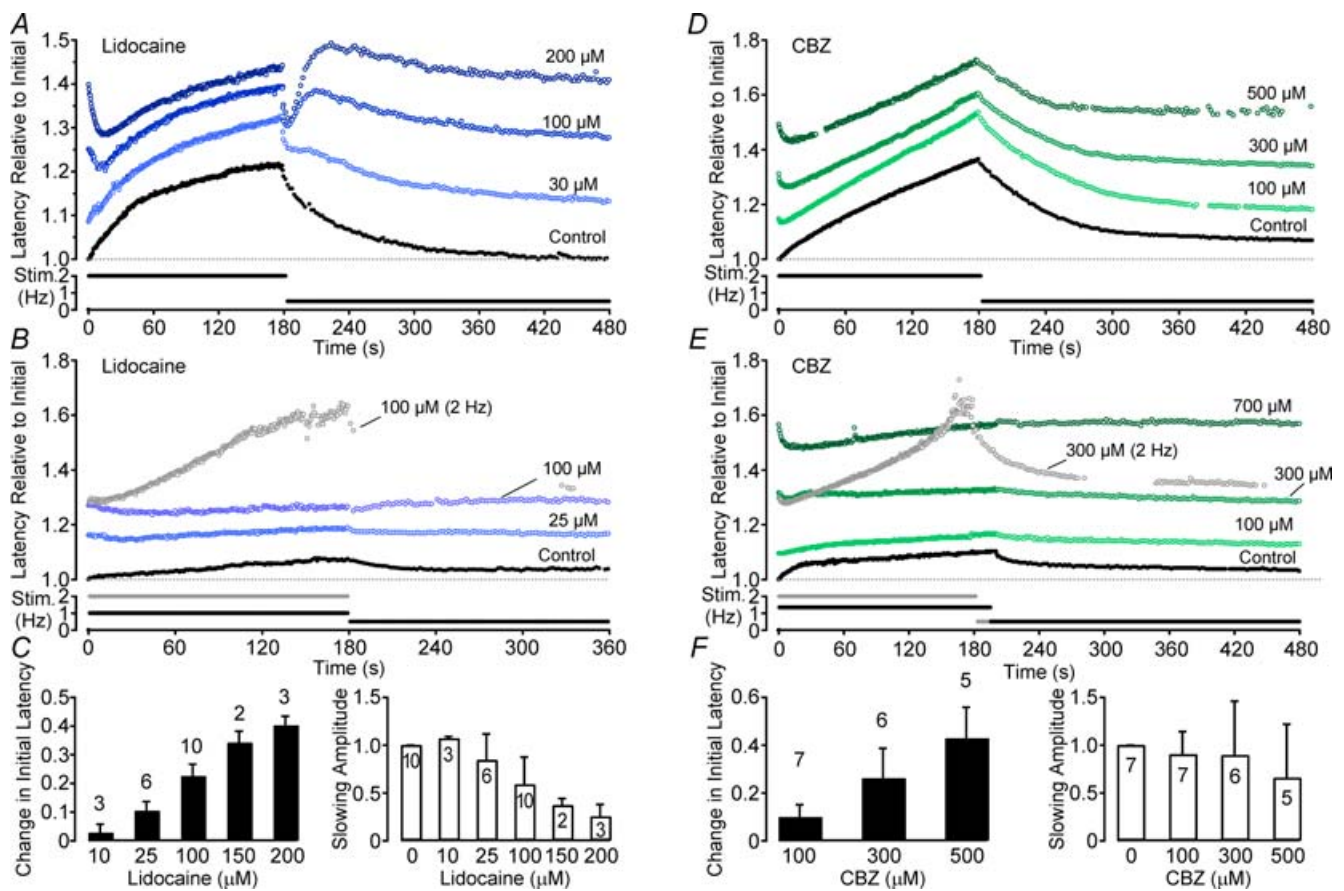 A
Lidocaine
Latency Relative to Initial
1.5
1.4
1.3
1.2
1.1
1.0
200 µM
100 µM
30 µM
Control
Stim.
(Hz)
2
1
0
0 60 120 180 240 300 360 420 480
Time (s)
D
CBZ
Latency Relative to Initial
1.8
1.6
1.4
1.2
1.0
500 µM
300 µM
100 µM
Control
Stim.
(Hz)
2
1
0
0 60 120 180 240 300 360 420 480
Time (s)
B
Lidocaine
Latency Relative to Initial
1.8
1.6
1.4
1.2
1.0
100 µM (2 Hz)
100 µM
25 µM
Control
Stim.
(Hz)
2
1
0
0 60 120 180 240 300 360
Time (s)
E
CBZ
Latency Relative to Initial
1.8
1.6
1.4
1.2
1.0
700 µM
300 µM (2 Hz)
300 µM
100 µM
Control
Stim.
(Hz)
2
1
0
0 60 120 180 240 300 360 420 480
Time (s)
C
Change in Initial Latency
0.5
0.4
0.3
0.2
0.1
0
3 6 10 2 3
10 25 100 150 200
Lidocaine (µM)
Slowing Amplitude
1.5
1.0
0.5
0
10 3 6 10 2 3
0 10 25 100 150 200
Lidocaine (µM)
F
Change in Initial Latency
0.6
0.4
0.2
0
7 6 5
100 300 500
CBZ (µM)
Slowing Amplitude
1.5
1.0
0.5
0
7 7 6 5
0 100 300 500
CBZ (µM)